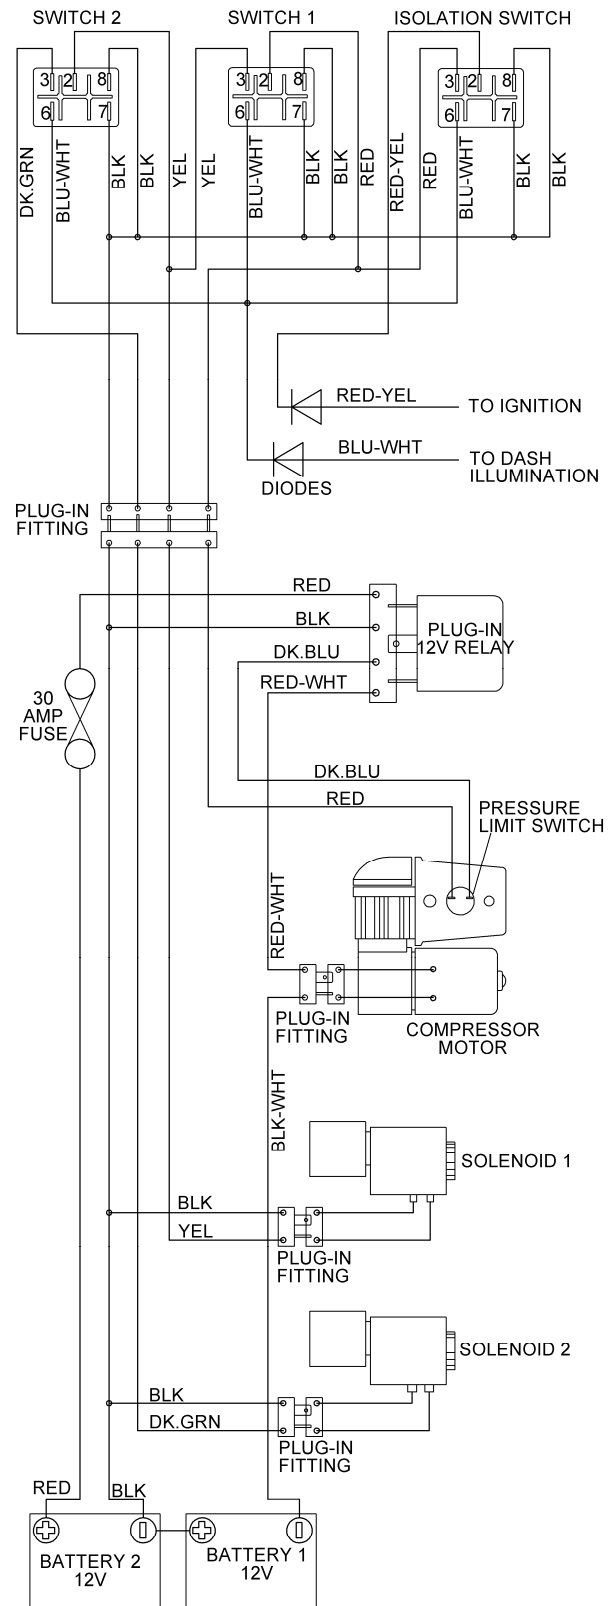 SWITCH 2
SWITCH 1
ISOLATION SWITCH
3 2 8
6 7
3 2 8
6 7
3 2 8
6 7
DK.GRN
BLU-WHT
BLK
BLK
YEL
YEL
BLU-WHT
BLK
BLK
RED
RED-YEL
RED
BLU-WHT
BLK
BLK
RED-YEL
TO IGNITION
BLU-WHT
TO DASH
ILLUMINATION
DIODES
PLUG-IN
FITTING
RED
BLK
DK.BLU
RED-WHT
PLUG-IN
12V RELAY
30
AMP
FUSE
DK.BLU
RED
PRESSURE
LIMIT SWITCH
RED-WHT
PLUG-IN
FITTING
COMPRESSOR
MOTOR
BLK-WHT
SOLENOID 1
BLK
YEL
PLUG-IN
FITTING
SOLENOID 2
BLK
DK.GRN
PLUG-IN
FITTING
RED
BLK
BATTERY 2
12V
BATTERY 1
12V